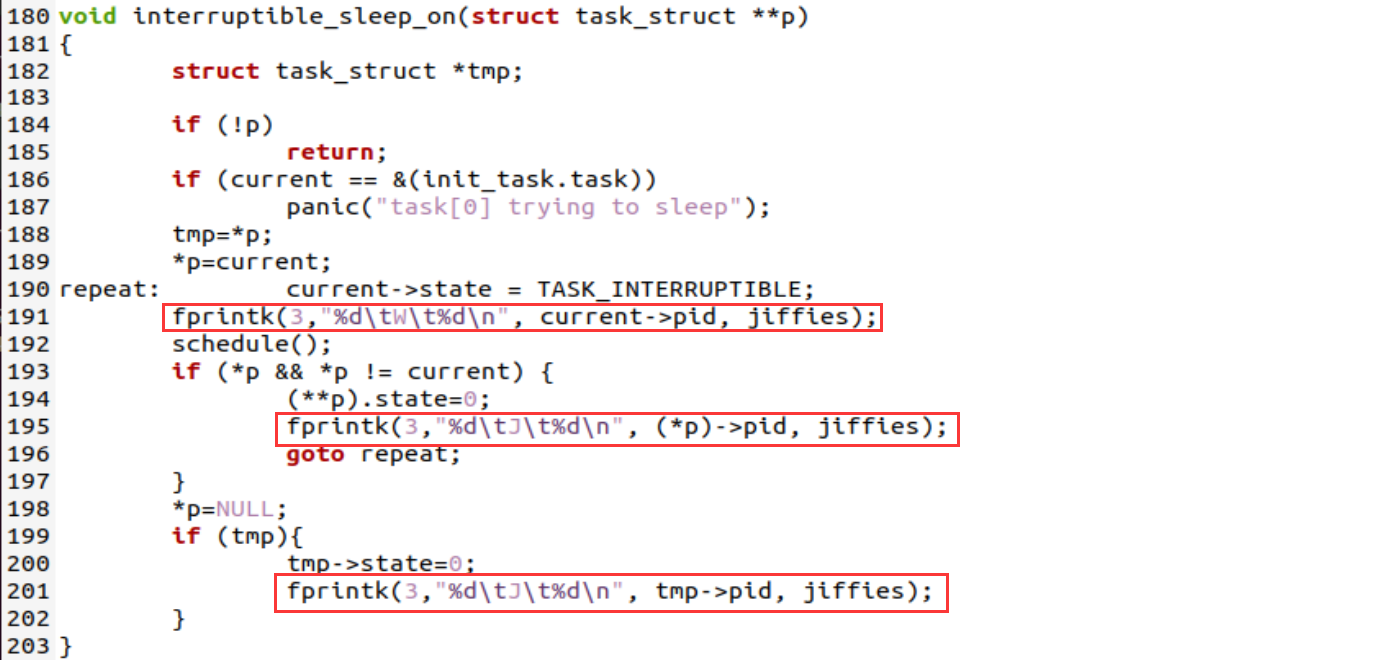 180 void interruptible_sleep_on(struct task_struct **p)
181 {
182         struct task_struct *tmp;
183
184         if (!p)
185                 return;
186         if (current == &(init_task.task))
187                 panic("task[0] trying to sleep");
188         tmp=*p;
189         *p=current;
190 repeat:         current->state = TASK_INTERRUPTIBLE;
191         fprintk(3,"%d\tW\t%d\n", current->pid, jiffies);
192         schedule();
193         if (*p && *p != current) {
194                 (**p).state=0;
195                 fprintk(3,"%d\tJ\t%d\n", (*p)->pid, jiffies);
196                 goto repeat;
197         }
198         *p=NULL;
199         if (tmp){
200                 tmp->state=0;
201                 fprintk(3,"%d\tJ\t%d\n", tmp->pid, jiffies);
202         }
203 }